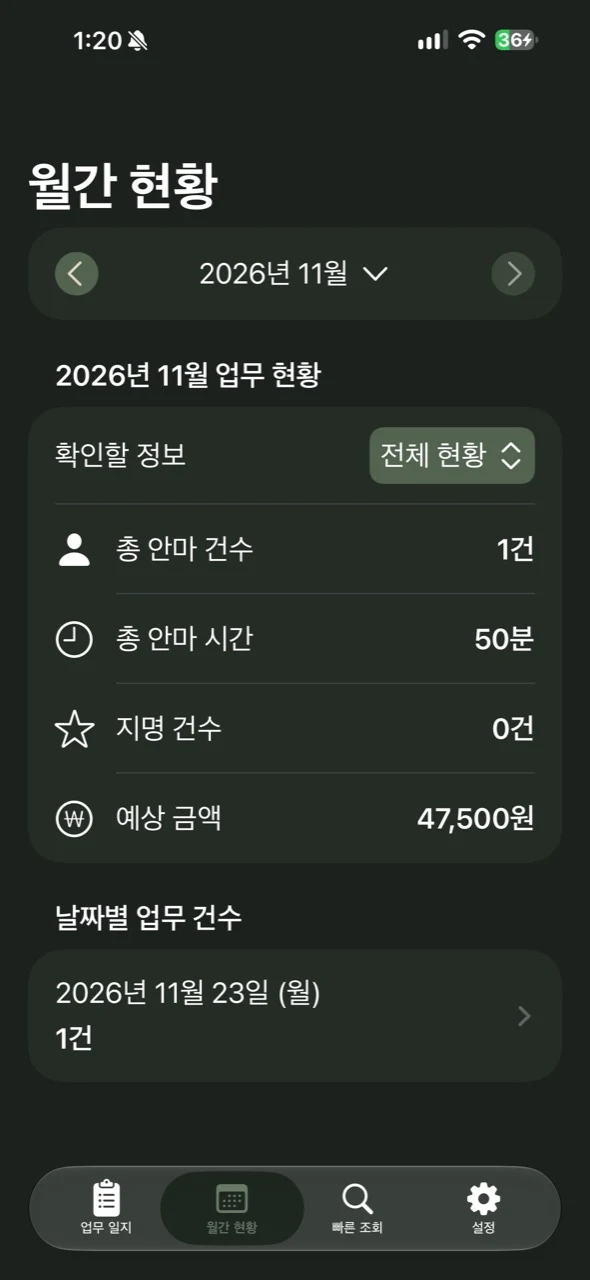 1:20
36
월간 현황
2026년 11월
2026년 11월 업무 현황
확인할 정보 전체 현황
총 안마 건수 1건
총 안마 시간 50분
지명 건수 0건
예상 금액 47,500원
날짜별 업무 건수
2026년 11월 23일 (월)
1건
업무 일지 월간 현황 빠른 조회 설정